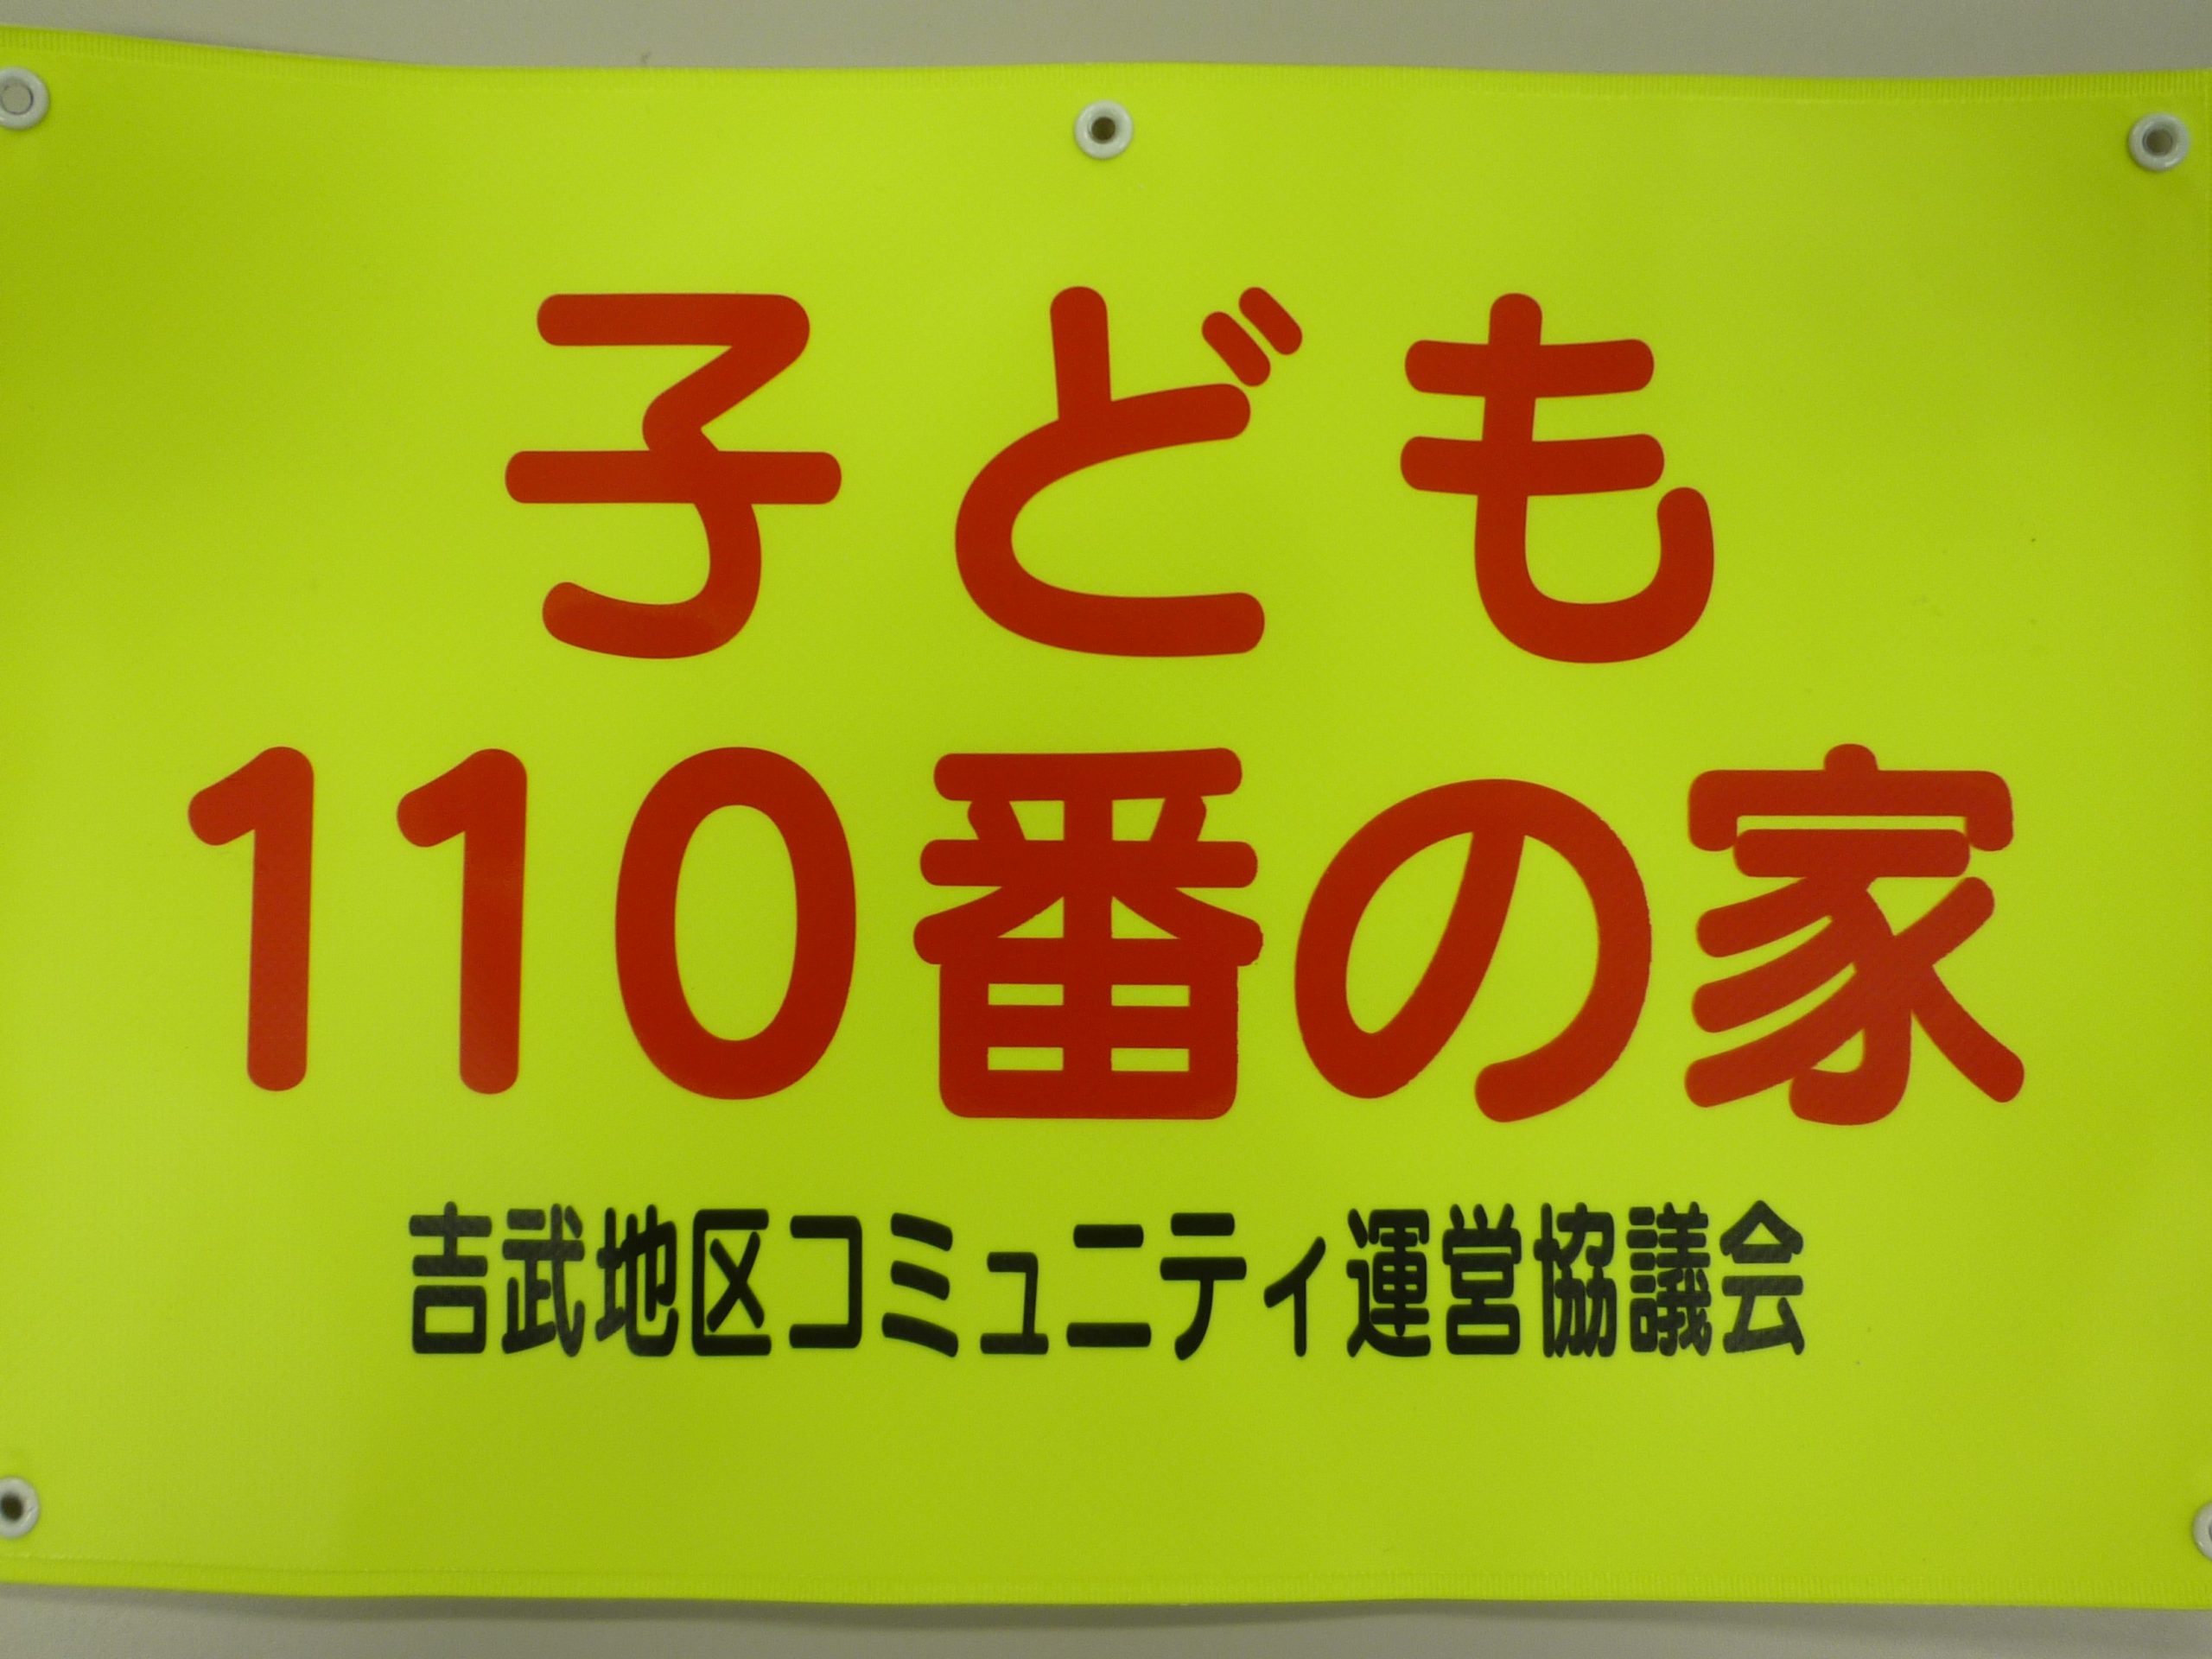 子ども
110番の家
吉武地区コミュニティ運営協議会